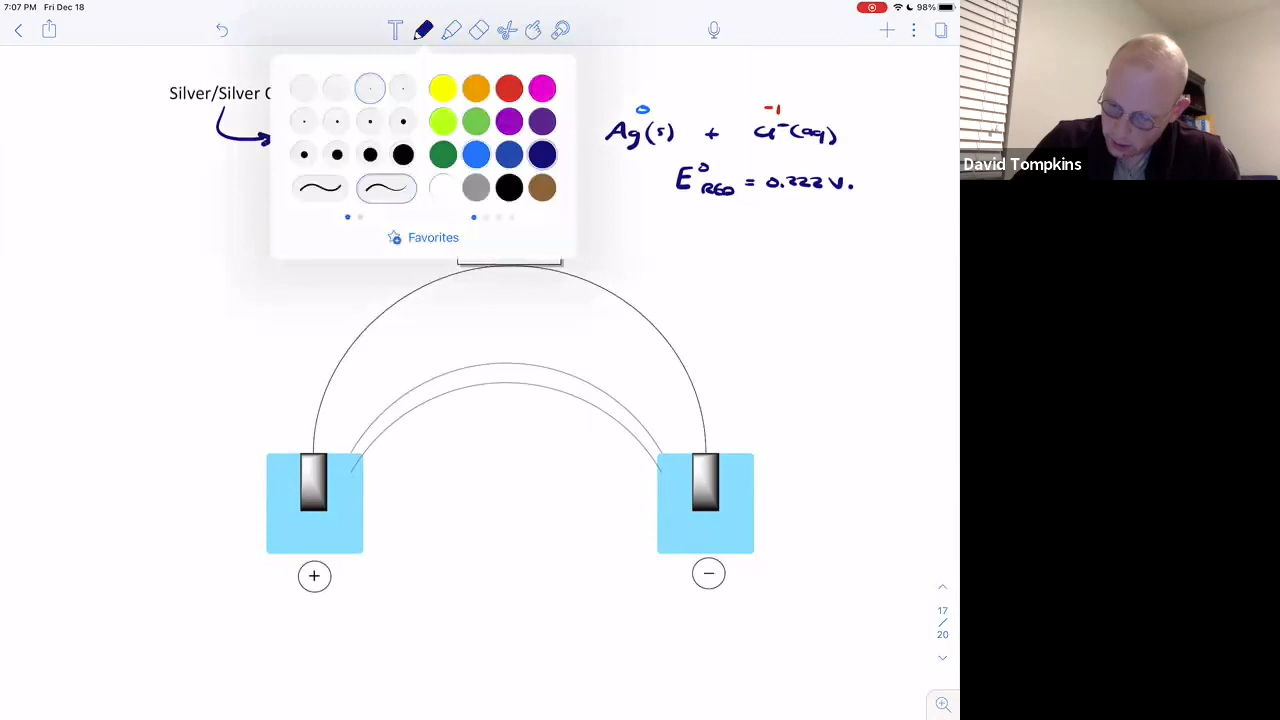 7:07 PM Fri Dec 18
98%
Silver/Silver
0
-1
Ag(s) + Cl⁻(aq)
E⁰RED = 0.222 V.
Favorites
+
−
17
/
20
David Tompkins